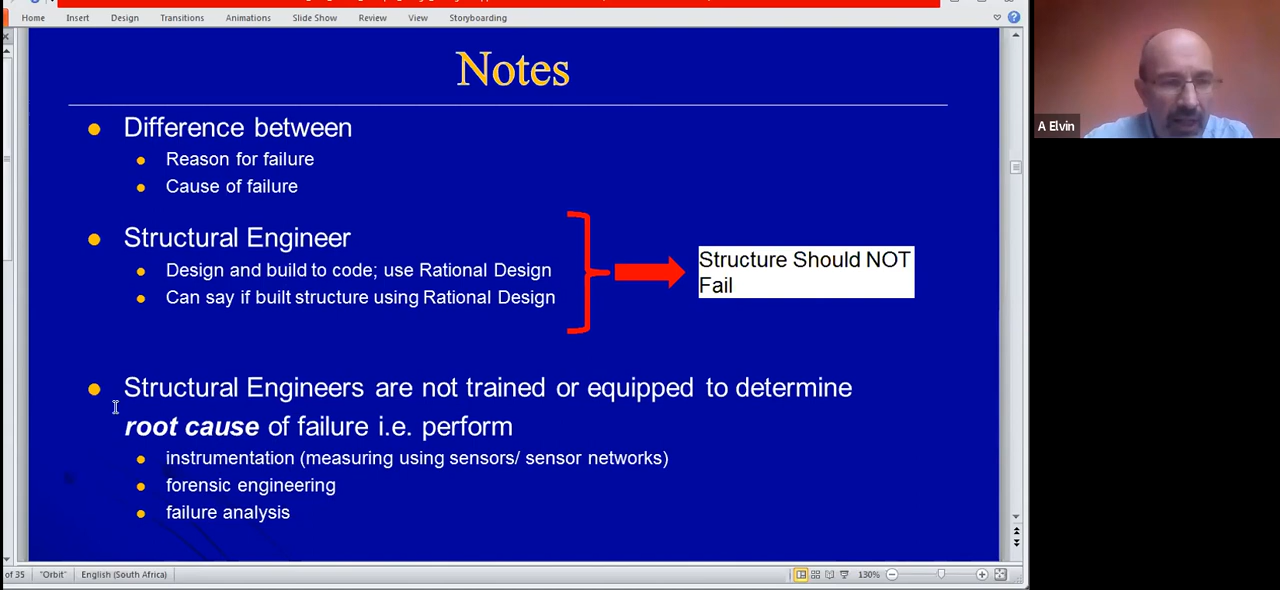 Home Insert Design Transitions Animations Slide Show Review View Storyboarding
Notes
Difference between
Reason for failure
Cause of failure
Structural Engineer
Design and build to code; use Rational Design
Can say if built structure using Rational Design
Structure Should NOT
Fail
Structural Engineers are not trained or equipped to determine
root cause of failure i.e. perform
instrumentation (measuring using sensors/ sensor networks)
forensic engineering
failure analysis
of 35 "Orbit" English (South Africa) 130%
A Elvin